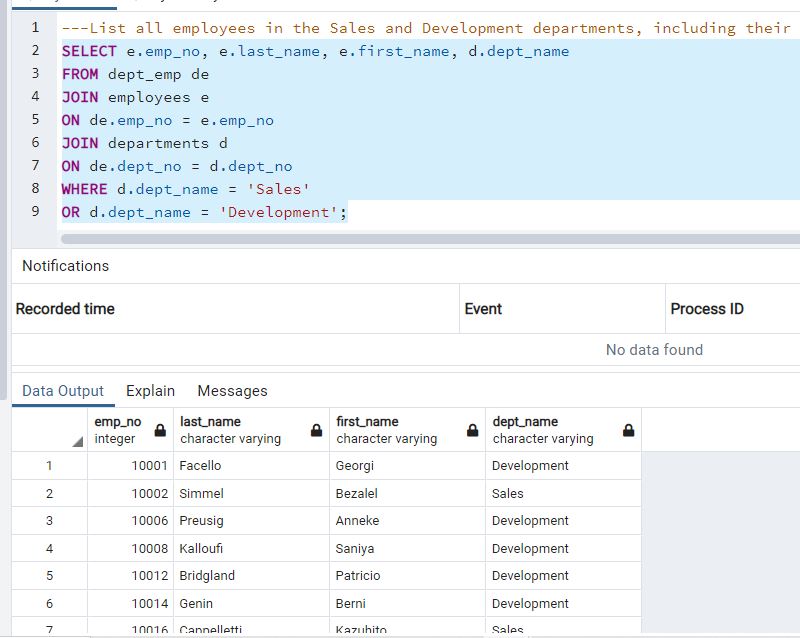 1 ---List all employees in the Sales and Development departments, including their
2 SELECT e.emp_no, e.last_name, e.first_name, d.dept_name
3 FROM dept_emp de
4 JOIN employees e
5 ON de.emp_no = e.emp_no
6 JOIN departments d
7 ON de.dept_no = d.dept_no
8 WHERE d.dept_name = 'Sales'
9 OR d.dept_name = 'Development';
Notifications
Recorded time Event Process ID
No data found
Data Output Explain Messages
emp_no last_name first_name dept_name
integer character varying character varying character varying
1 10001 Facello Georgi Development
2 10002 Simmel Bezalel Sales
3 10006 Preusig Anneke Development
4 10008 Kalloufi Saniya Development
5 10012 Bridgland Patricio Development
6 10014 Genin Berni Development
7 10016 Cappelletti Kazuhito Sales